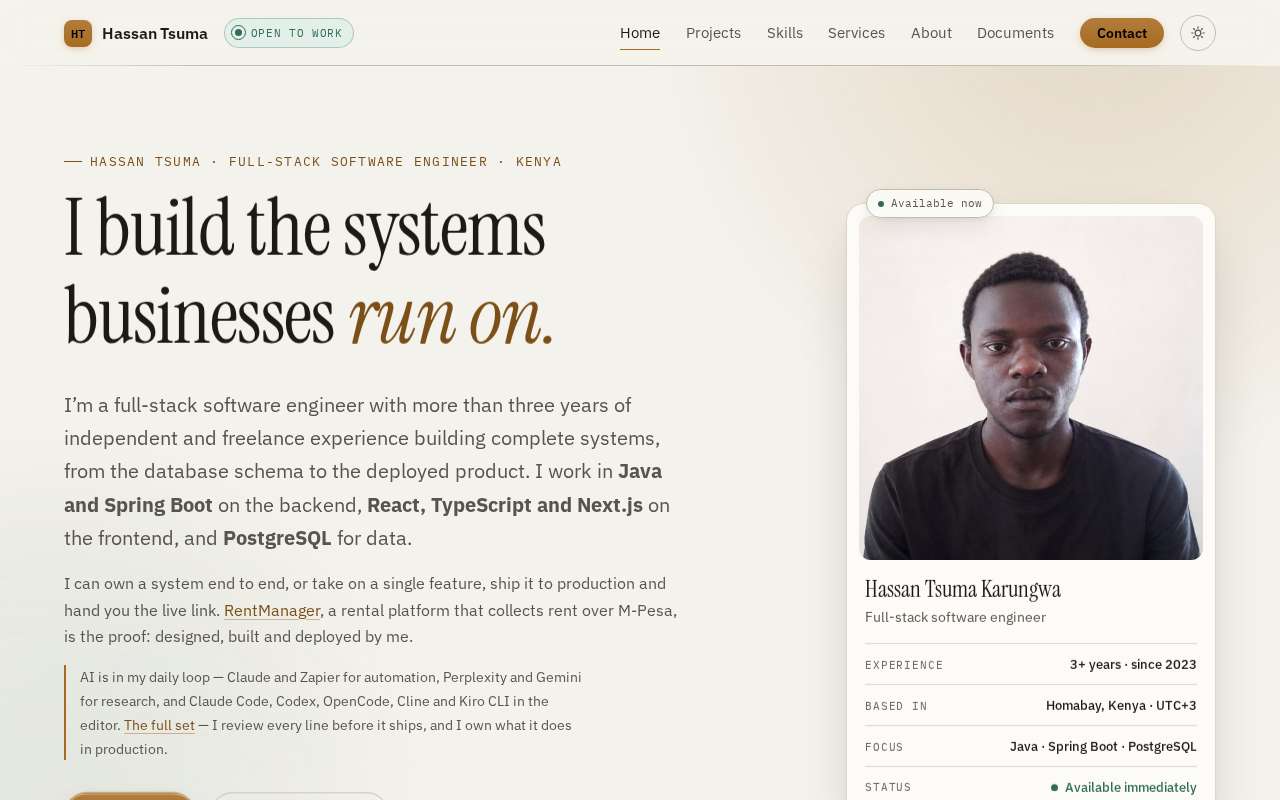 HT
Hassan Tsuma
OPEN TO WORK
Home
Projects
Skills
Services
About
Documents
Contact
HASSAN TSUMA · FULL-STACK SOFTWARE ENGINEER · KENYA
I build the systems
businesses run on.
I’m a full-stack software engineer with more than three years of
independent and freelance experience building complete systems,
from the database schema to the deployed product. I work in Java
and Spring Boot on the backend, React, TypeScript and Next.js on
the frontend, and PostgreSQL for data.
I can own a system end to end, or take on a single feature, ship it to production and
hand you the live link. RentManager, a rental platform that collects rent over M-Pesa,
is the proof: designed, built and deployed by me.
AI is in my daily loop — Claude and Zapier for automation, Perplexity and Gemini
for research, and Claude Code, Codex, OpenCode, Cline and Kiro CLI in the
editor. The full set — I review every line before it ships, and I own what it does
in production.
Available now
Hassan Tsuma Karungwa
Full-stack software engineer
EXPERIENCE 3+ years · since 2023
BASED IN Homabay, Kenya · UTC+3
FOCUS Java · Spring Boot · PostgreSQL
STATUS Available immediately